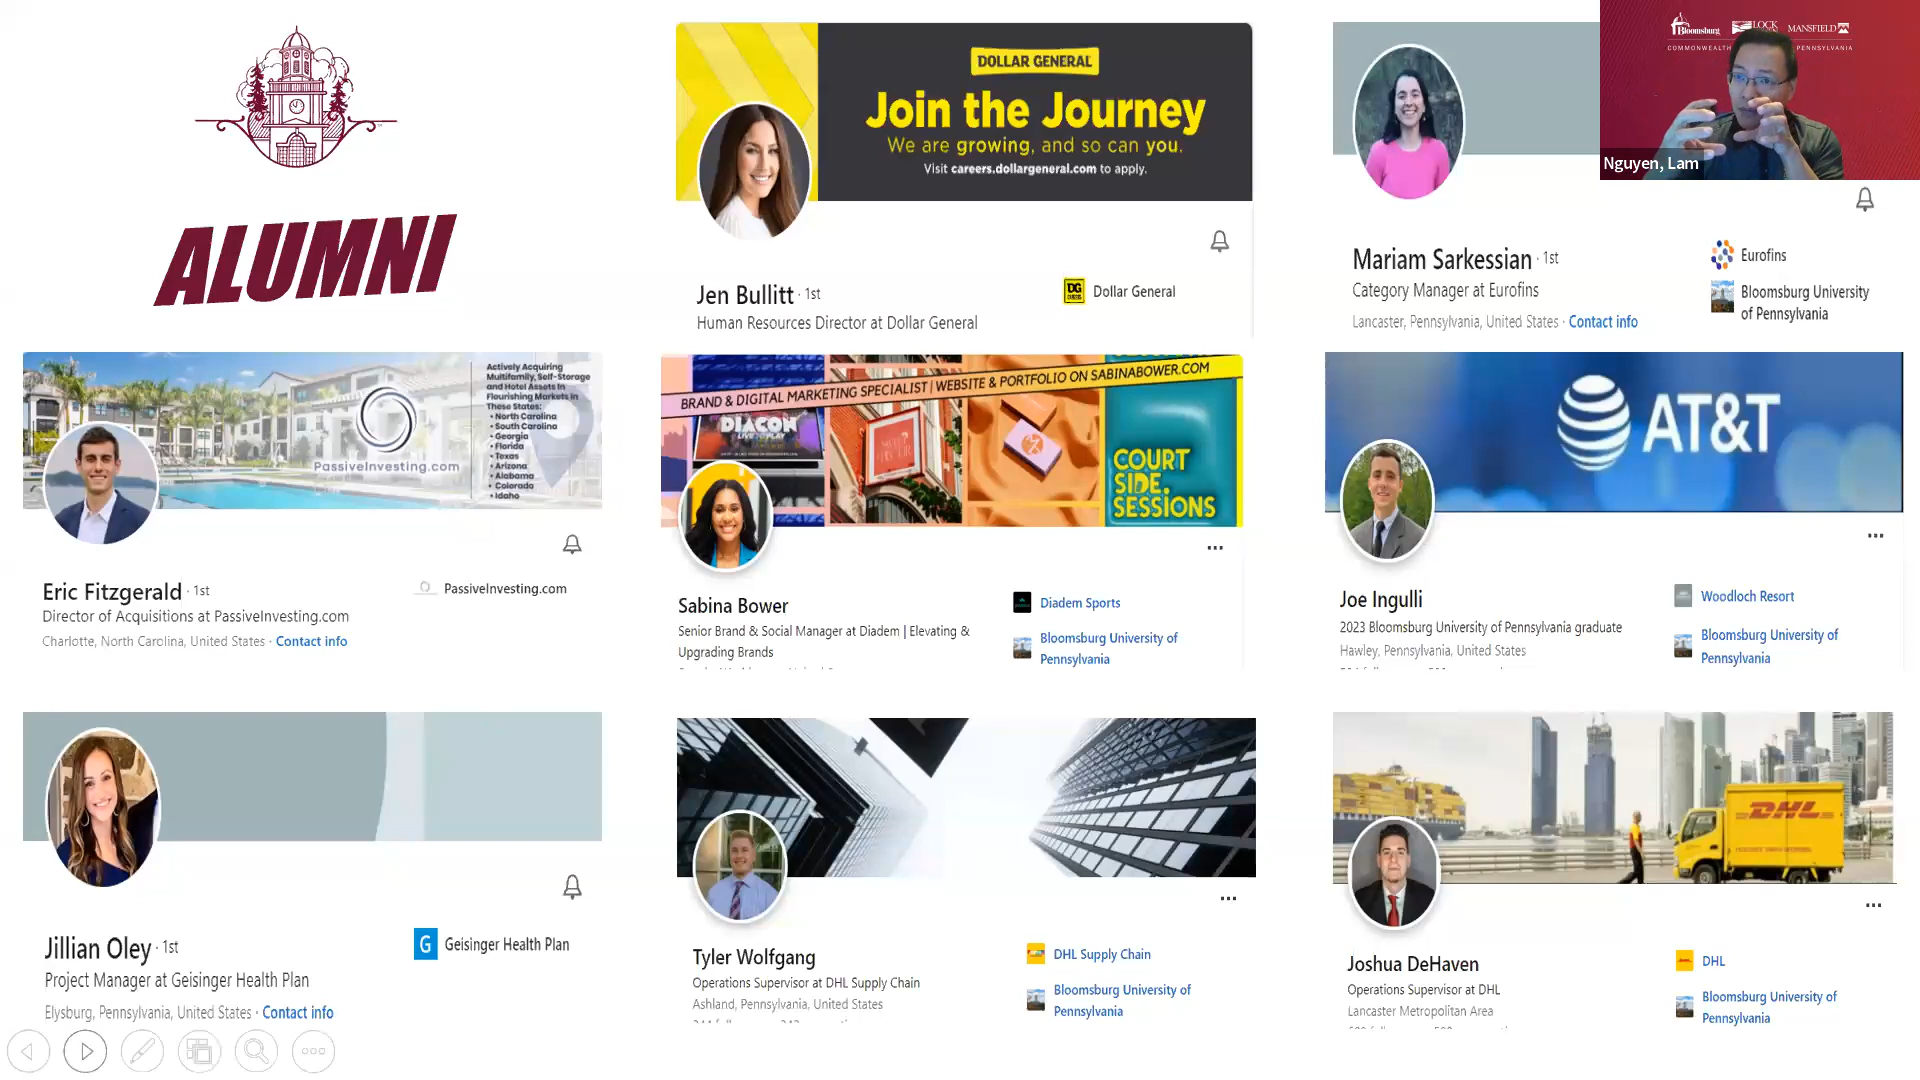 ALUMNI
DOLLAR GENERAL
Join the Journey
We are growing, and so can you.
Visit careers.dollargeneral.com to apply.
Jen Bullitt · 1st
Human Resources Director at Dollar General
DG
CAREERS
Dollar General
Bloomsburg
LOCK
MANSFIELD
COMMONWEALTH
PENNSYLVANIA
Nguyen, Lam
Mariam Sarkessian · 1st
Category Manager at Eurofins
Lancaster, Pennsylvania, United States · Contact info
Eurofins
Bloomsburg University
of Pennsylvania
PassiveInvesting.com
Actively Acquiring
Multifamily, Self-Storage
and Hotel Assets In
Flourishing Markets in
These States:
• North Carolina
• South Carolina
• Georgia
• Florida
• Texas
• Arizona
• Alabama
• Colorado
• Idaho
Eric Fitzgerald · 1st
Director of Acquisitions at PassiveInvesting.com
Charlotte, North Carolina, United States · Contact info
PassiveInvesting.com
BRAND & DIGITAL MARKETING SPECIALIST | WEBSITE & PORTFOLIO ON SABINABOWER.COM
DIACON
LIVE TO PLAY
COURT
SIDE
SESSIONS
Sabina Bower
Senior Brand & Social Manager at Diadem | Elevating &
Upgrading Brands
Diadem Sports
Bloomsburg University of
Pennsylvania
AT&T
Joe Ingulli
2023 Bloomsburg University of Pennsylvania graduate
Hawley, Pennsylvania, United States
Woodloch Resort
Bloomsburg University of
Pennsylvania
Jillian Oley · 1st
Project Manager at Geisinger Health Plan
Elysburg, Pennsylvania, United States · Contact info
G
Geisinger Health Plan
Tyler Wolfgang
Operations Supervisor at DHL Supply Chain
Ashland, Pennsylvania, United States
DHL Supply Chain
Bloomsburg University of
Pennsylvania
DHL
Joshua DeHaven
Operations Supervisor at DHL
Lancaster Metropolitan Area
DHL
Bloomsburg University of
Pennsylvania